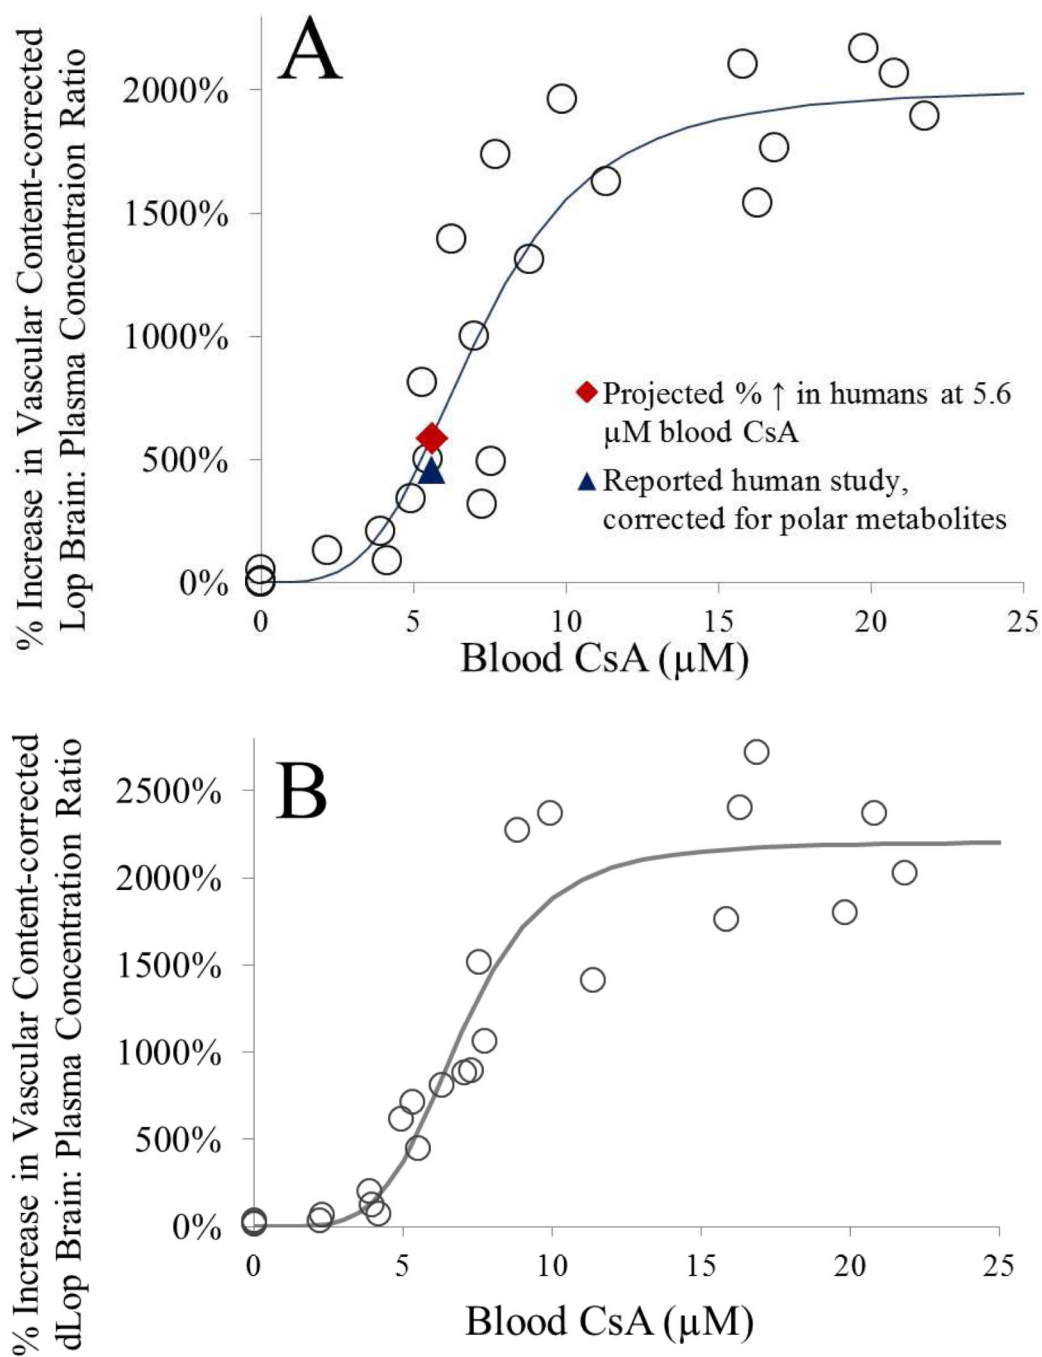 A
% Increase in Vascular Content-corrected
Lop Brain: Plasma Concentraion Ratio
2000%
1500%
1000%
500%
0%
Projected % ↑ in humans at 5.6
µM blood CsA
Reported human study,
corrected for polar metabolites
0 5 10 15 20 25
Blood CsA (µM)
B
% Increase in Vascular Content-corrected
dLop Brain: Plasma Concentration Ratio
2500%
2000%
1500%
1000%
500%
0%
0 5 10 15 20 25
Blood CsA (µM)